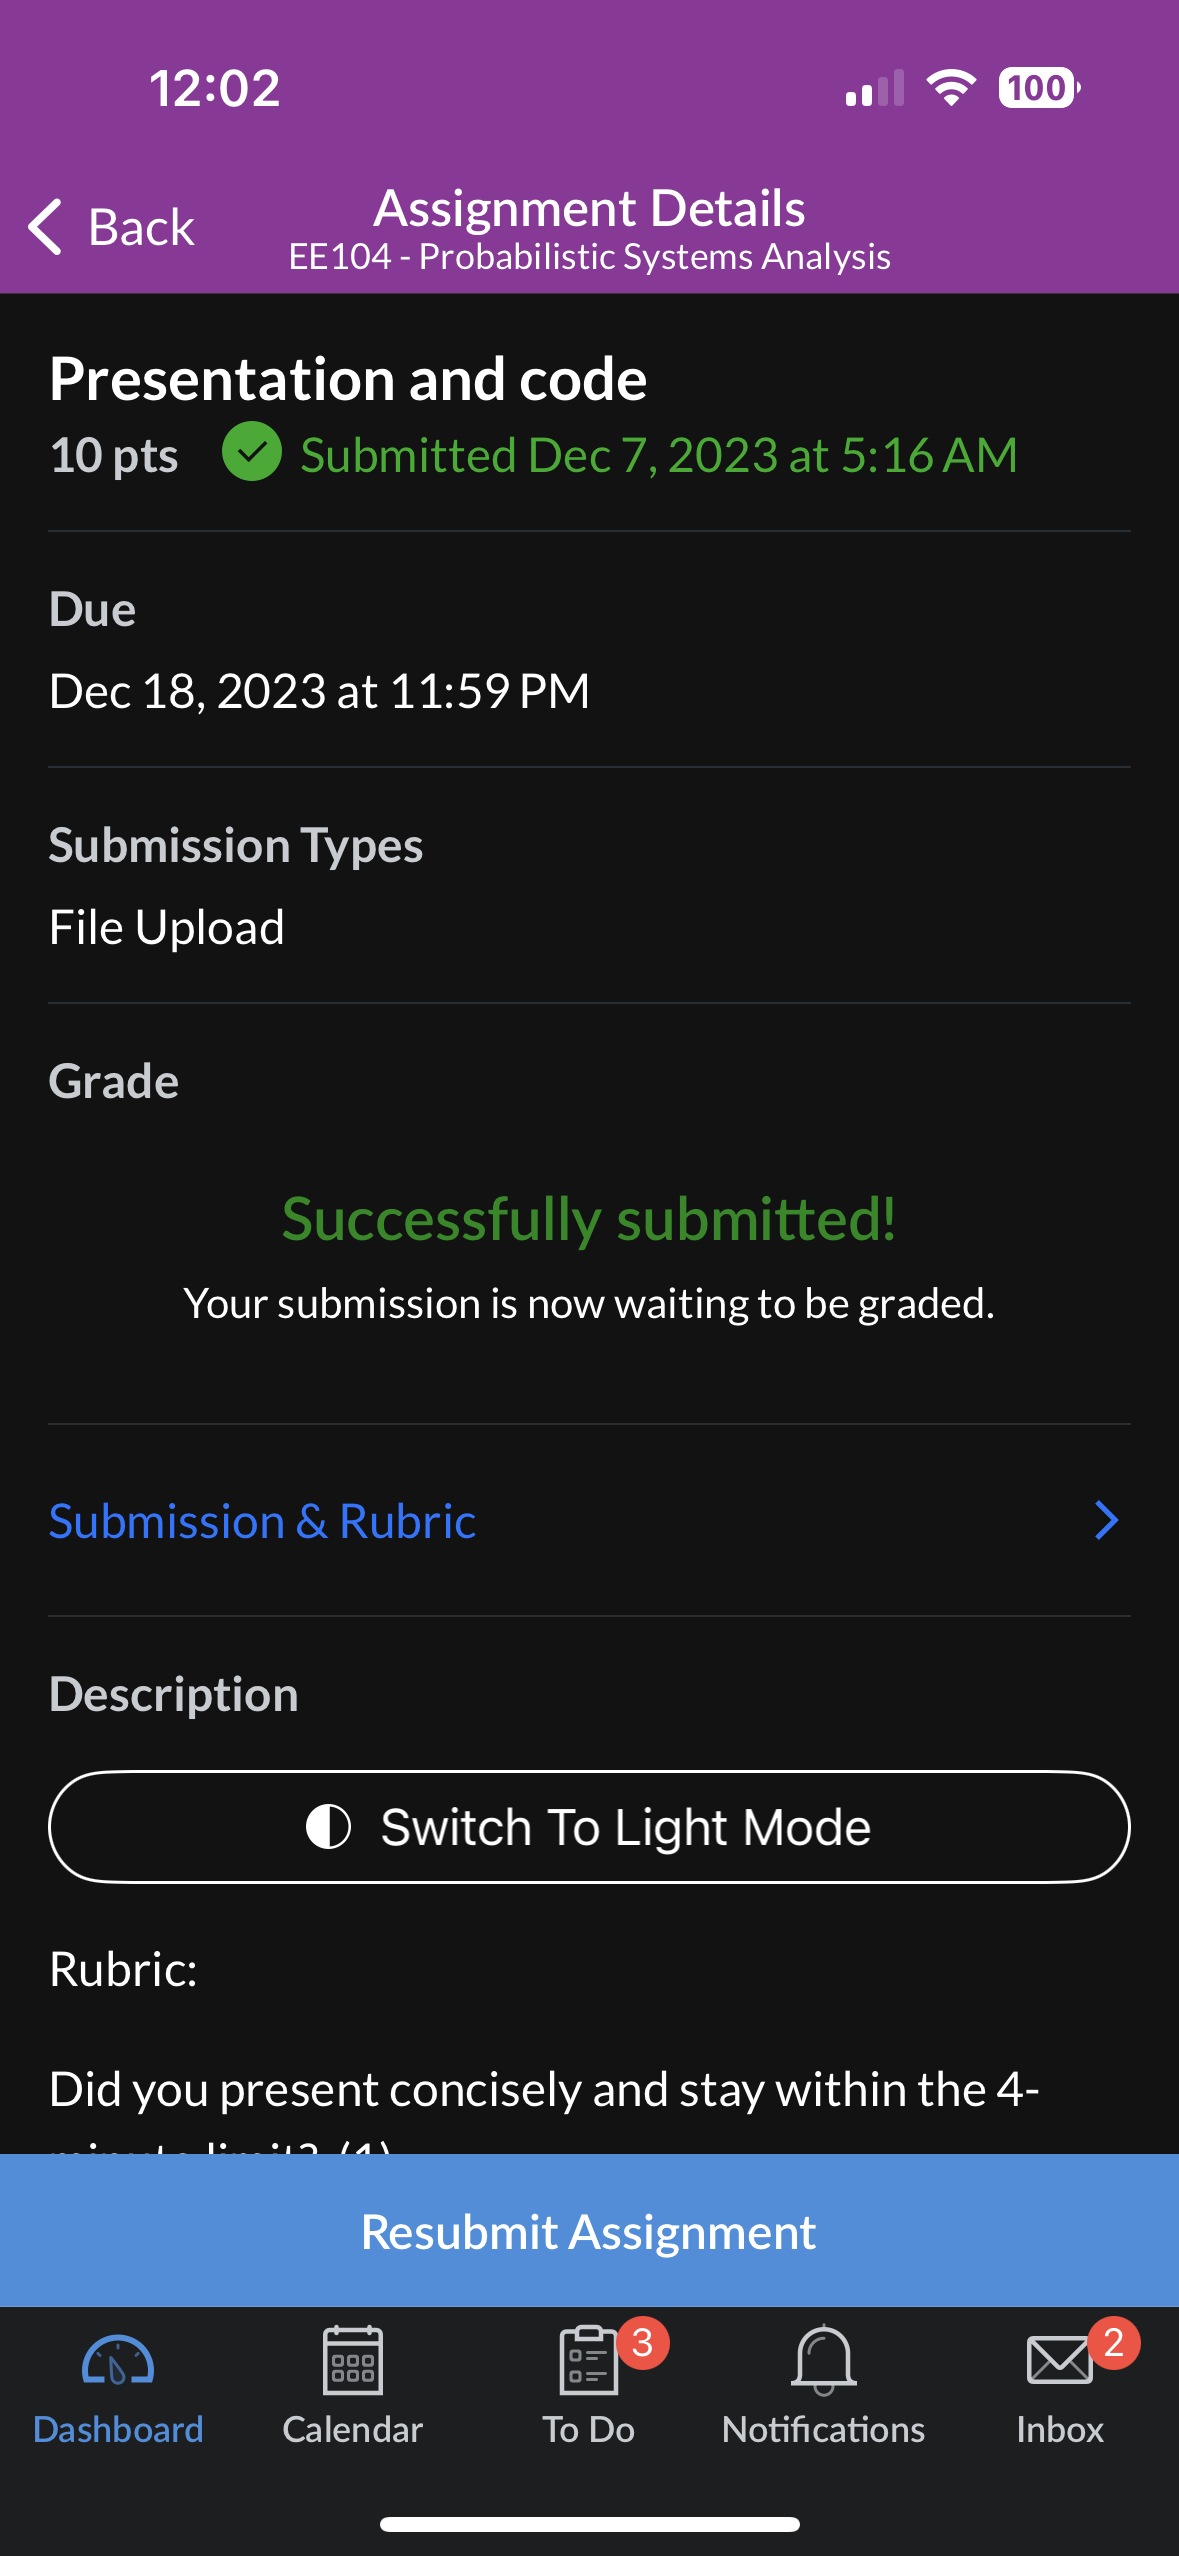 12:02
100
Back
Assignment Details
EE104 - Probabilistic Systems Analysis
Presentation and code
10 pts
Submitted Dec 7, 2023 at 5:16 AM
Due
Dec 18, 2023 at 11:59 PM
Submission Types
File Upload
Grade
Successfully submitted!
Your submission is now waiting to be graded.
Submission & Rubric
Description
Switch To Light Mode
Rubric:
Did you present concisely and stay within the 4-
minute limit? (1)
Resubmit Assignment
3
2
Dashboard
Calendar
To Do
Notifications
Inbox